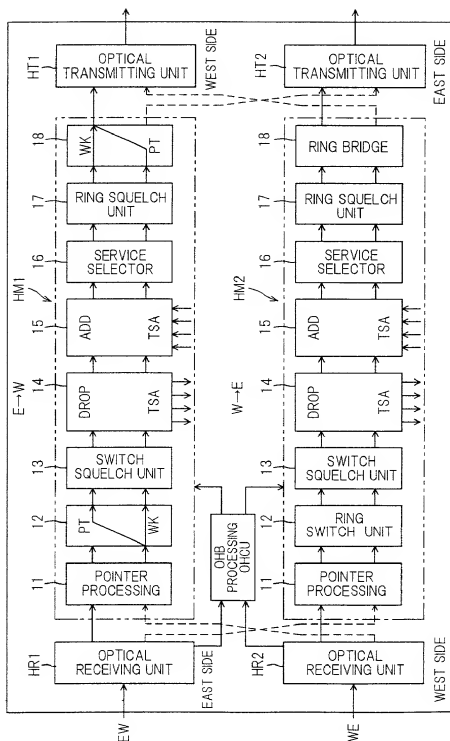 E→W
HM1
HT1
HR1
11
12
13
14
15
16
17
18
EW
OPTICAL
RECEIVING UNIT
EAST SIDE
POINTER PROCESSING
PT
WK
SWITCH
SQUELCH UNIT
DROP
TSA
ADD
TSA
SERVICE
SELECTOR
RING SQUELCH
UNIT
WK
PT
OPTICAL
TRANSMITTING UNIT
WEST SIDE
OHB
PROCESSING
OHCU
W→E
HM2
HT2
HR2
11
12
13
14
15
16
17
18
WE
OPTICAL
RECEIVING UNIT
WEST SIDE
POINTER PROCESSING
RING
SWITCH UNIT
SWITCH
SQUELCH UNIT
DROP
TSA
ADD
TSA
SERVICE
SELECTOR
RING SQUELCH
UNIT
RING BRIDGE
OPTICAL
TRANSMITTING UNIT
EAST SIDE